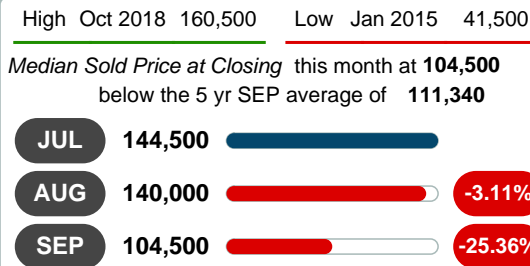 High Oct 2018 160,500 Low Jan 2015 41,500
Median Sold Price at Closing this month at 104,500
below the 5 yr SEP average of 111,340
JUL 144,500
AUG 140,000 -3.11%
SEP 104,500 -25.36%